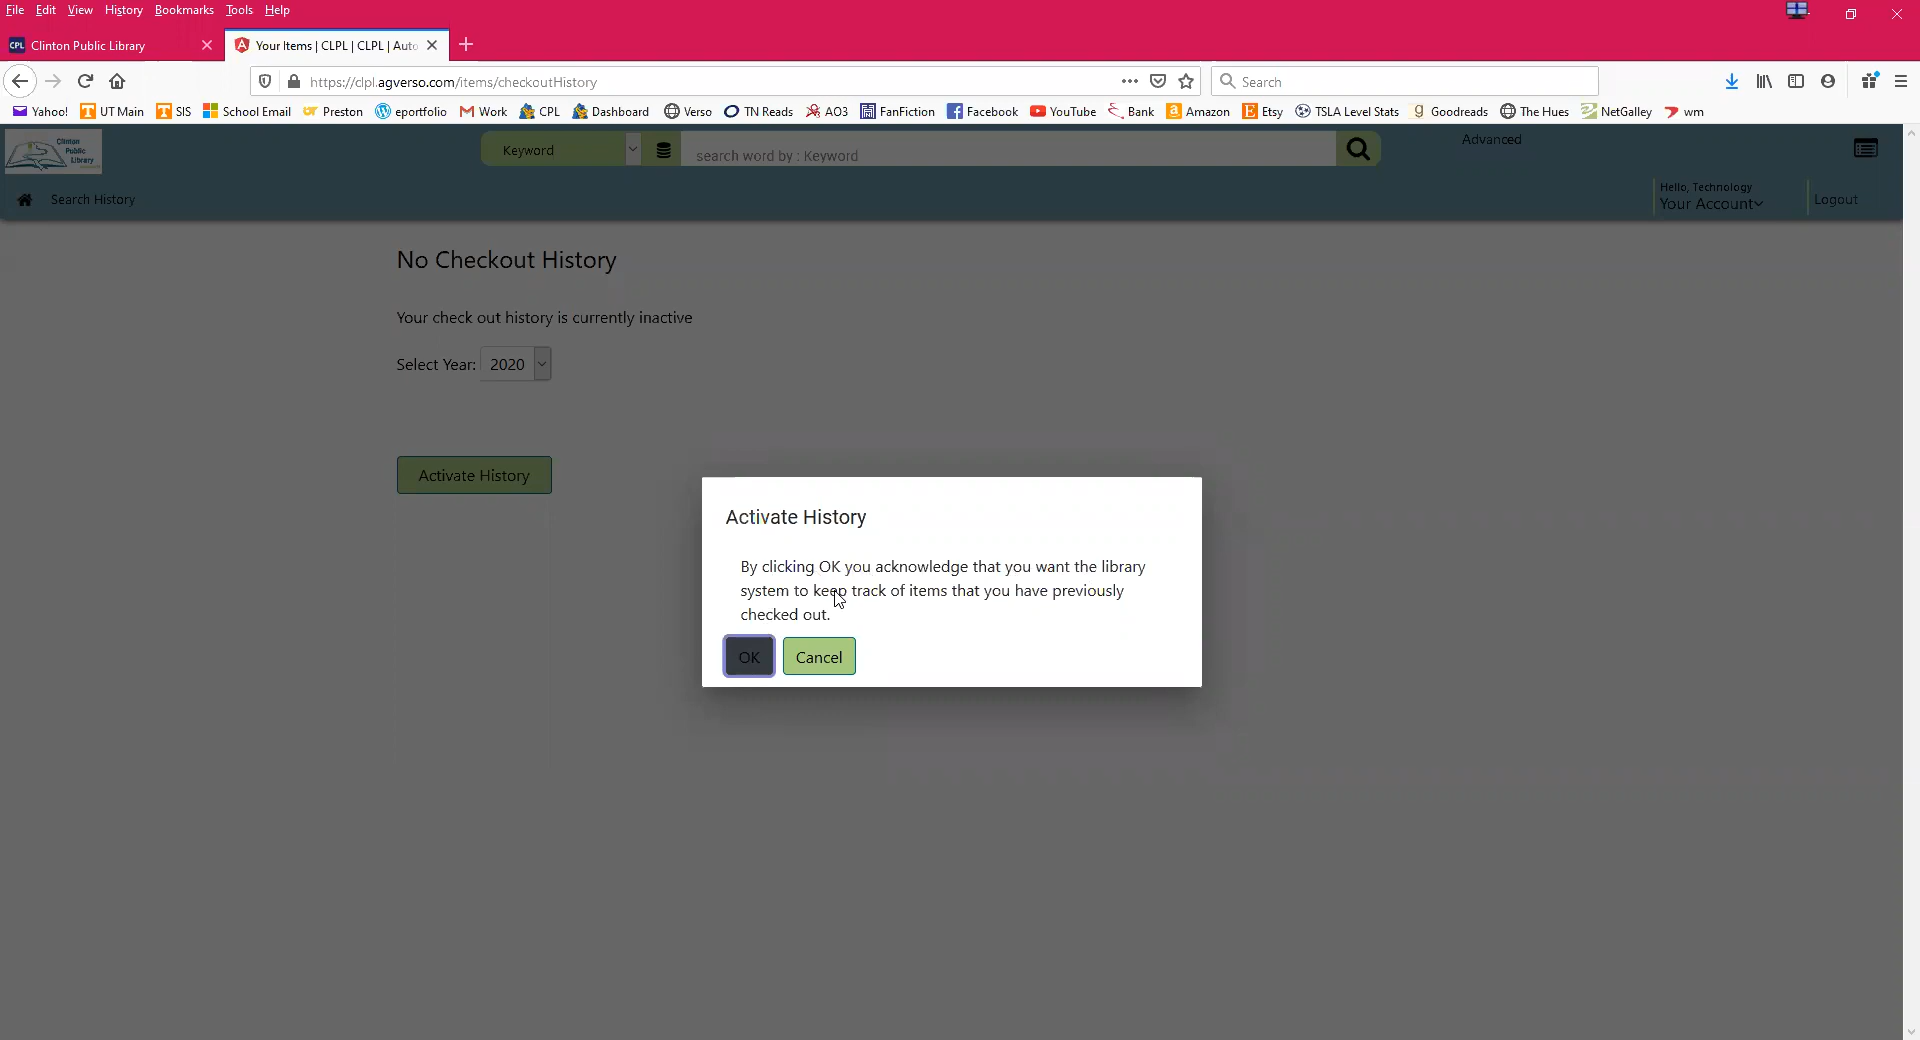 File Edit View History Bookmarks Tools Help
CPL Clinton Public Library
Your Items | CLPL | CLPL | Auto
https://clpl.agverso.com/items/checkoutHistory
Search
Yahoo! UT Main SIS School Email Preston eportfolio Work CPL Dashboard Verso TN Reads AO3 FanFiction Facebook YouTube Bank Amazon Etsy TSLA Level Stats Goodreads The Hues NetGalley wm
Clinton
Public
Library
Keyword
search word by : Keyword
Advanced
Search History
Hello, Technology
Your Account
Logout
No Checkout History
Your check out history is currently inactive
Select Year: 2020
Activate History
Activate History
By clicking OK you acknowledge that you want the library
system to keep track of items that you have previously
checked out.
OK Cancel